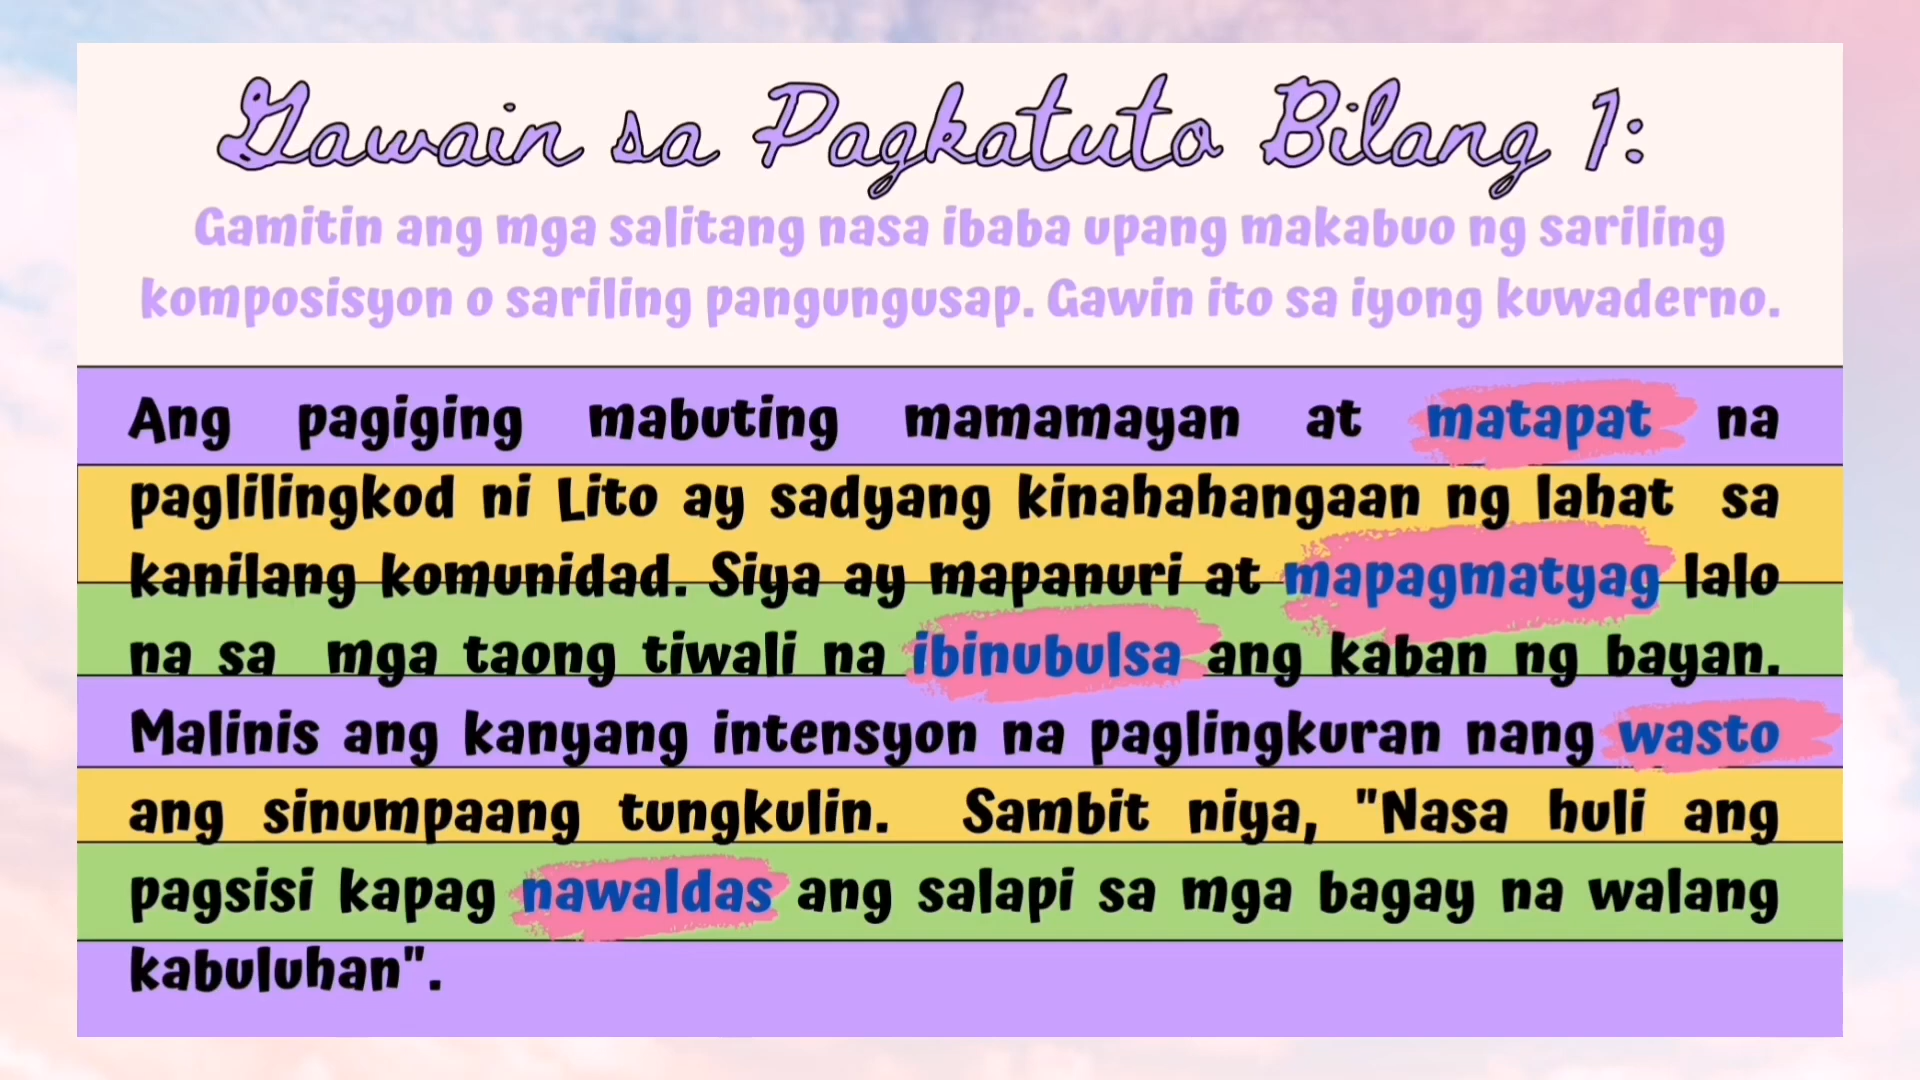 Gawain sa Pagkatuto Bilang 1:
Gamitin ang mga salitang nasa ibaba upang makabuo ng sariling
komposisyon o sariling pangungusap. Gawin ito sa iyong kuwaderno.
Ang pagiging mabuting mamamayan at matapat na
paglilingkod ni Lito ay sadyang kinahahangaan ng lahat sa
kanilang komunidad. Siya ay mapanuri at mapagmatyag lalo
na sa mga taong tiwali na ibinubulsa ang kaban ng bayan.
Malinis ang kanyang intensyon na paglingkuran nang wasto
ang sinumpaang tungkulin. Sambit niya, "Nasa huli ang
pagsisi kapag nawaldas ang salapi sa mga bagay na walang
kabuluhan".